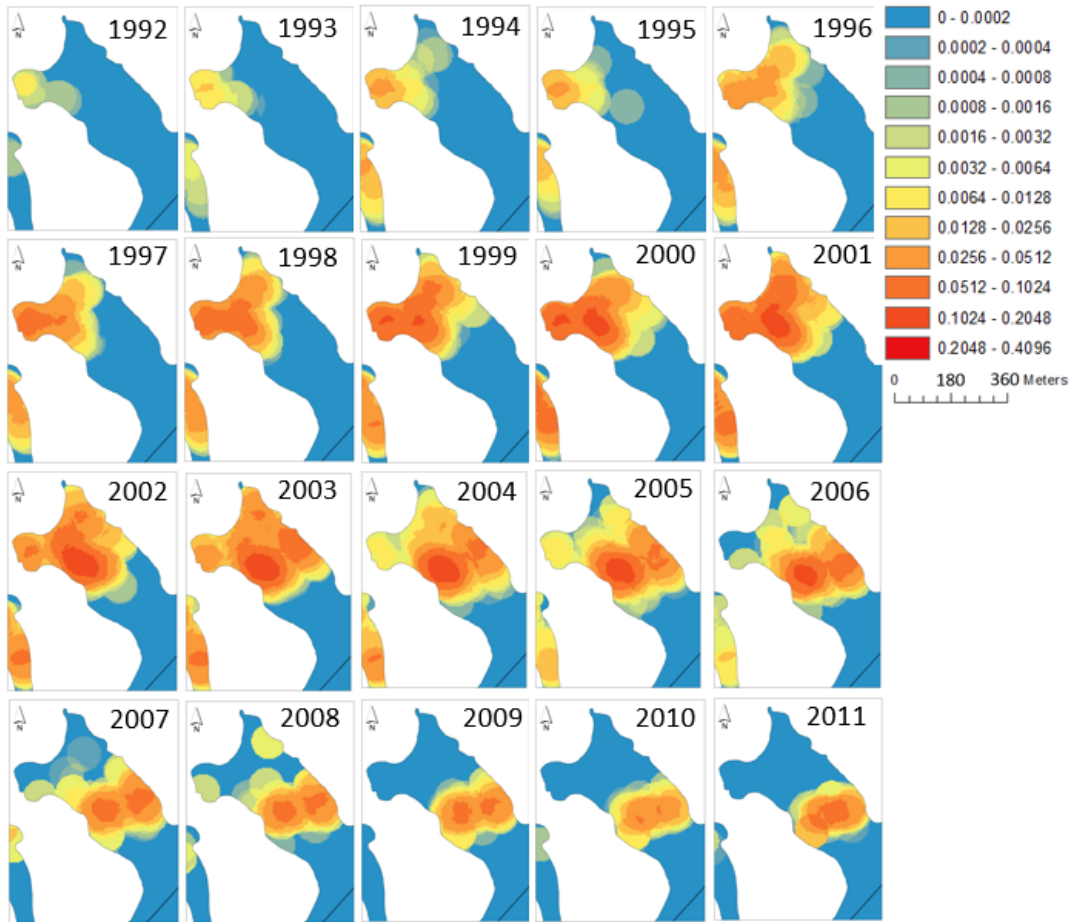 1992 1993 1994 1995 1996
N N N N N
0 - 0.0002
0.0002 - 0.0004
0.0004 - 0.0008
0.0008 - 0.0016
0.0016 - 0.0032
0.0032 - 0.0064
0.0064 - 0.0128
0.0128 - 0.0256
0.0256 - 0.0512
0.0512 - 0.1024
0.1024 - 0.2048
0.2048 - 0.4096
0 180 360 Meters
1997 1998 1999 2000 2001
N N N N N
2002 2003 2004 2005 2006
N N N N N
2007 2008 2009 2010 2011
N N N N N